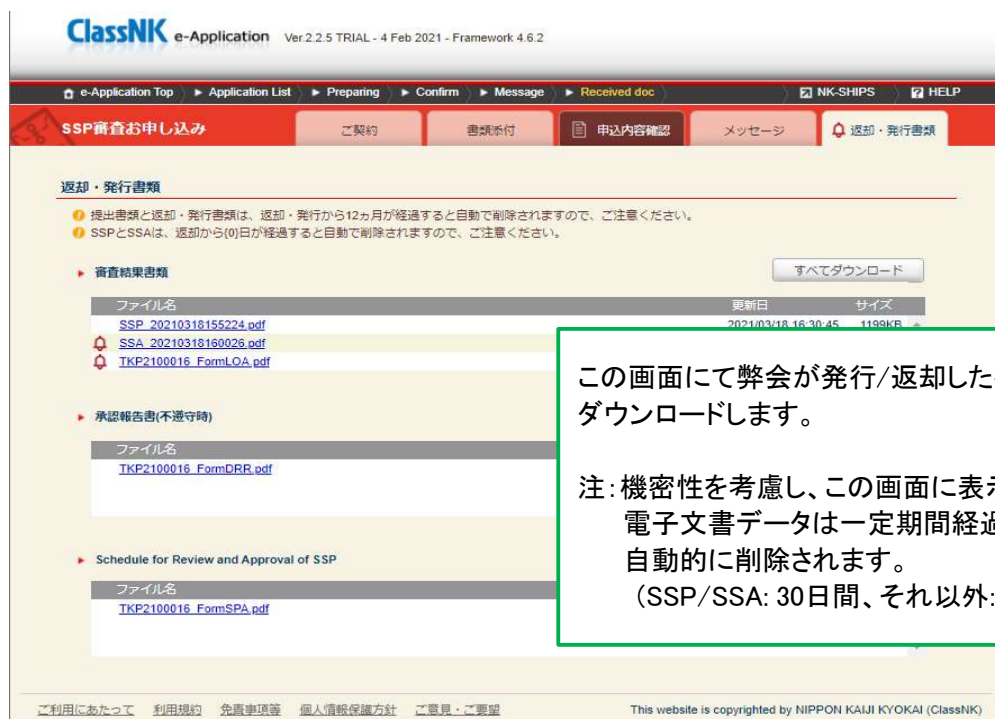 ClassNK e-Application Ver.2.2.5 TRIAL - 4 Feb 2021 - Framework 4.6.2
e-Application Top Application List Preparing Confirm Message Received doc NK-SHIPS HELP
SSP審査お申し込み ご契約 書類添付 申込内容確認 メッセージ 返却・発行書類
返却・発行書類
提出書類と返却・発行書類は、返却・発行から12ヵ月が経過すると自動で削除されますので、ご注意ください。
SSPとSSAは、返却から{0}日が経過すると自動で削除されますので、ご注意ください。
審査結果書類 すべてダウンロード
ファイル名 更新日 サイズ
SSP_20210318155224.pdf 2021/03/18 16:30:45 1199KB
SSA_20210318160026.pdf
TKP2100016_FormLOA.pdf
この画面にて弊会が発行/返却した
ダウンロードします。
承認報告書(不遵守時)
ファイル名
TKP2100016_FormDRR.pdf
注:機密性を考慮し、この画面に表示
電子文書データは一定期間経過
自動的に削除されます。
(SSP/SSA: 30日間、それ以外:
Schedule for Review and Approval of SSP
ファイル名
TKP2100016_FormSPA.pdf
ご利用にあたって 利用規約 免責事項等 個人情報保護方針 ご意見・ご要望 This website is copyrighted by NIPPON KAIJI KYOKAI (ClassNK)